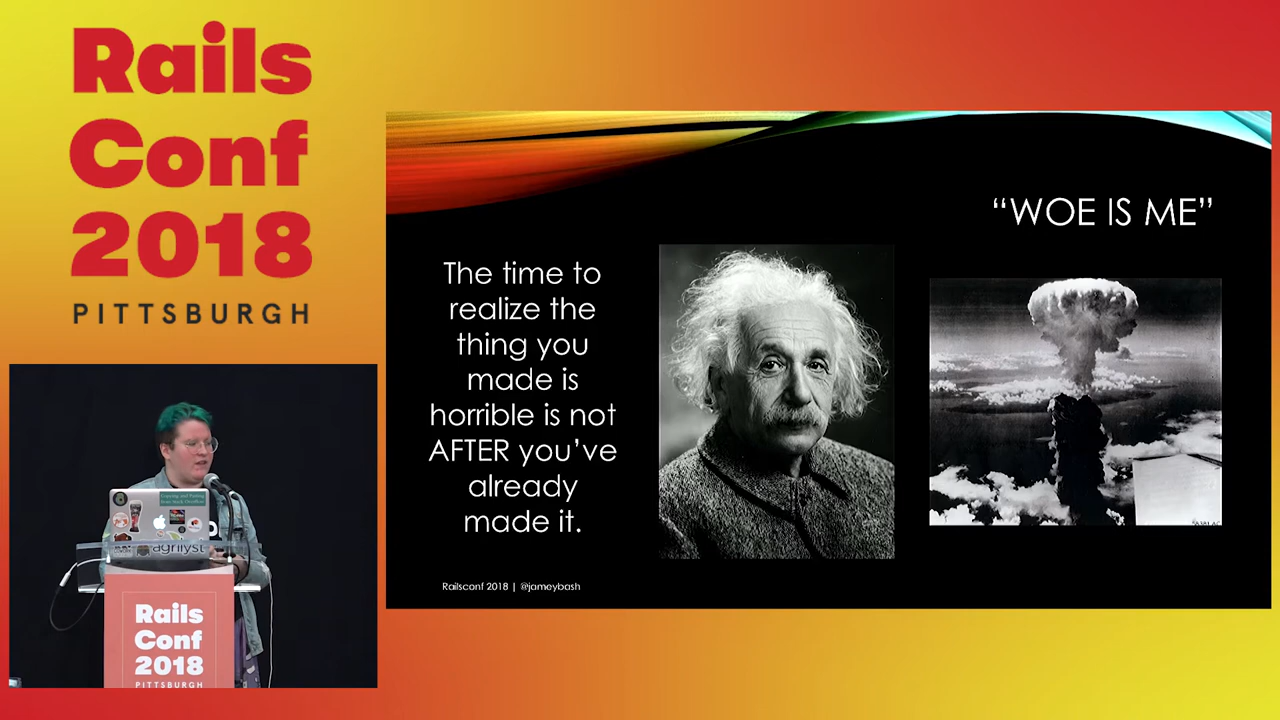 Rails
Conf
2018
PITTSBURGH
“WOE IS ME”
The time to
realize the
thing you
made is
horrible is not
AFTER you’ve
already
made it.
Railsconf 2018 | @jameybash
agrilyst
Rails
Conf
2018
PITTSBURGH